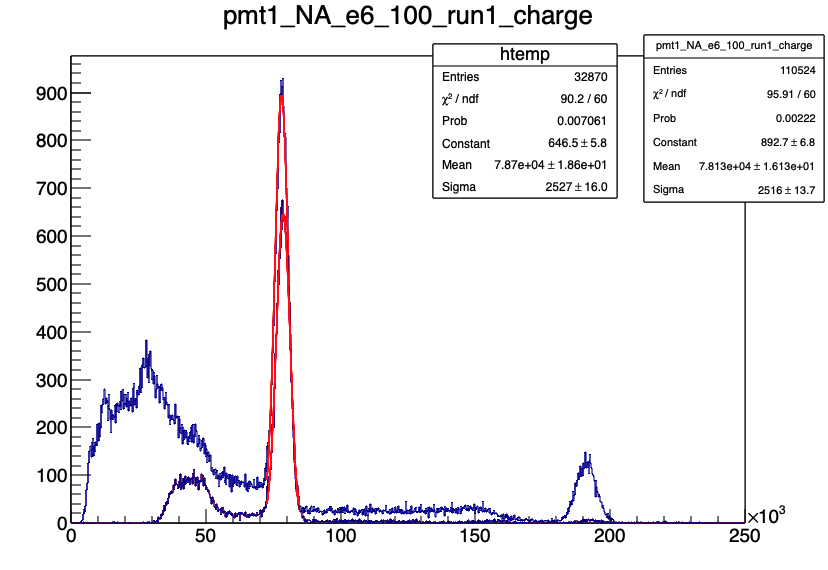 pmt1_NA_e6_100_run1_charge
htemp
Entries 32870
χ² / ndf 90.2 / 60
Prob 0.007061
Constant 646.5 ± 5.8
Mean 7.87e+04 ± 1.86e+01
Sigma 2527 ± 16.0
pmt1_NA_e6_100_run1_charge
Entries 110524
χ² / ndf 95.91 / 60
Prob 0.00222
Constant 892.7 ± 6.8
Mean 7.813e+04 ± 1.613e+01
Sigma 2516 ± 13.7
900
800
700
600
500
400
300
200
100
0
0 50 100 150 200 250
×10³